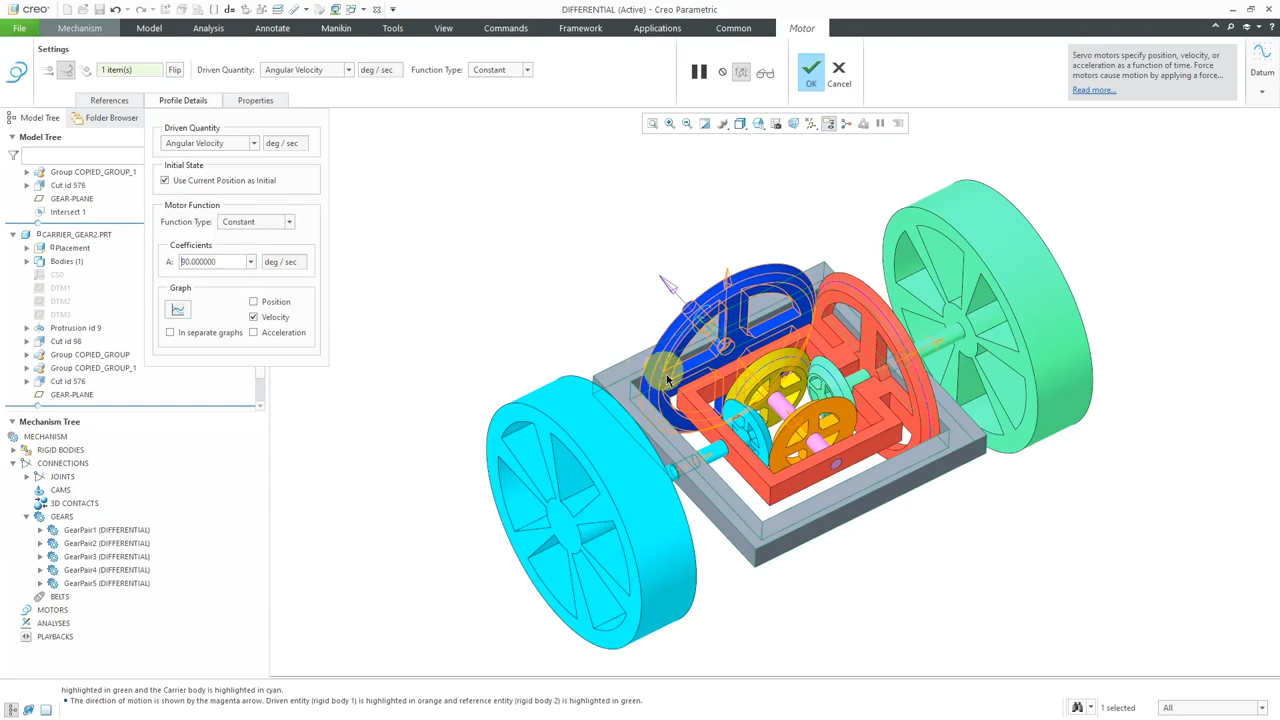 creo
DIFFERENTIAL (Active) - Creo Parametric
File
Mechanism
Model
Analysis
Annotate
Manikin
Tools
View
Commands
Framework
Applications
Common
Motor
Settings
1 item(s)
Flip
Driven Quantity:
Angular Velocity
deg / sec
Function Type:
Constant
OK
Cancel
Servo motors specify position, velocity, or
acceleration as a function of time. Force
motors cause motion by applying a force...
Read more...
Datum
References
Profile Details
Properties
Model Tree
Folder Browser
Model Tree
Group COPIED_GROUP_1
Cut id 576
GEAR-PLANE
Intersect 1
CARRIER_GEAR2.PRT
Placement
Bodies (1)
CS0
DTM1
DTM2
DTM3
Protrusion id 9
Cut id 98
Group COPIED_GROUP
Group COPIED_GROUP_1
Cut id 576
GEAR-PLANE
Driven Quantity
Angular Velocity
deg / sec
Initial State
Use Current Position as Initial
Motor Function
Function Type:
Constant
Coefficients
A:
90.000000
deg / sec
Graph
Position
Velocity
In separate graphs
Acceleration
Mechanism Tree
MECHANISM
RIGID BODIES
CONNECTIONS
JOINTS
CAMS
3D CONTACTS
GEARS
GearPair1 (DIFFERENTIAL)
GearPair2 (DIFFERENTIAL)
GearPair3 (DIFFERENTIAL)
GearPair4 (DIFFERENTIAL)
GearPair5 (DIFFERENTIAL)
BELTS
MOTORS
ANALYSES
PLAYBACKS
highlighted in green and the Carrier body is highlighted in cyan.
• The direction of motion is shown by the magenta arrow. Driven entity (rigid body 1) is highlighted in orange and reference entity (rigid body 2) is highlighted in green.
1 selected
All